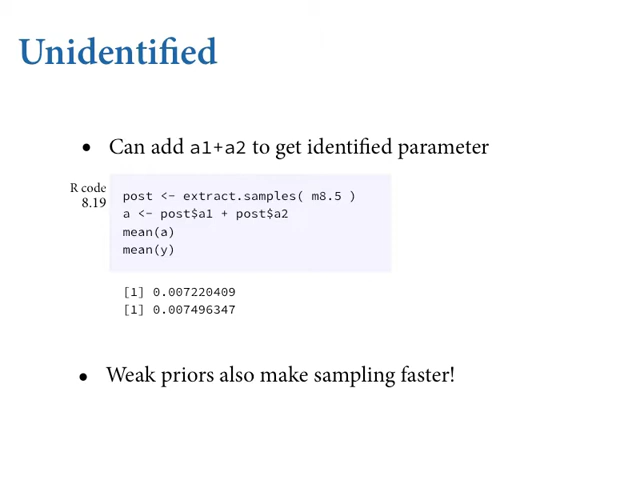 Unidentified
• Can add a1+a2 to get identified parameter
R code
8.19
post <- extract.samples( m8.5 )
a <- post$a1 + post$a2
mean(a)
mean(y)
[1] 0.007220409
[1] 0.007496347
• Weak priors also make sampling faster!